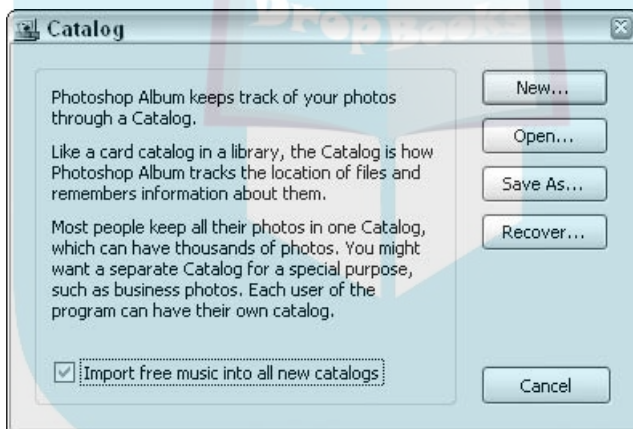 DropBooks
Catalog
Photoshop Album keeps track of your photos
through a Catalog.
Like a card catalog in a library, the Catalog is how
Photoshop Album tracks the location of files and
remembers information about them.
Most people keep all their photos in one Catalog,
which can have thousands of photos. You might
want a separate Catalog for a special purpose,
such as business photos. Each user of the
program can have their own catalog.
Import free music into all new catalogs
New...
Open...
Save As...
Recover...
Cancel